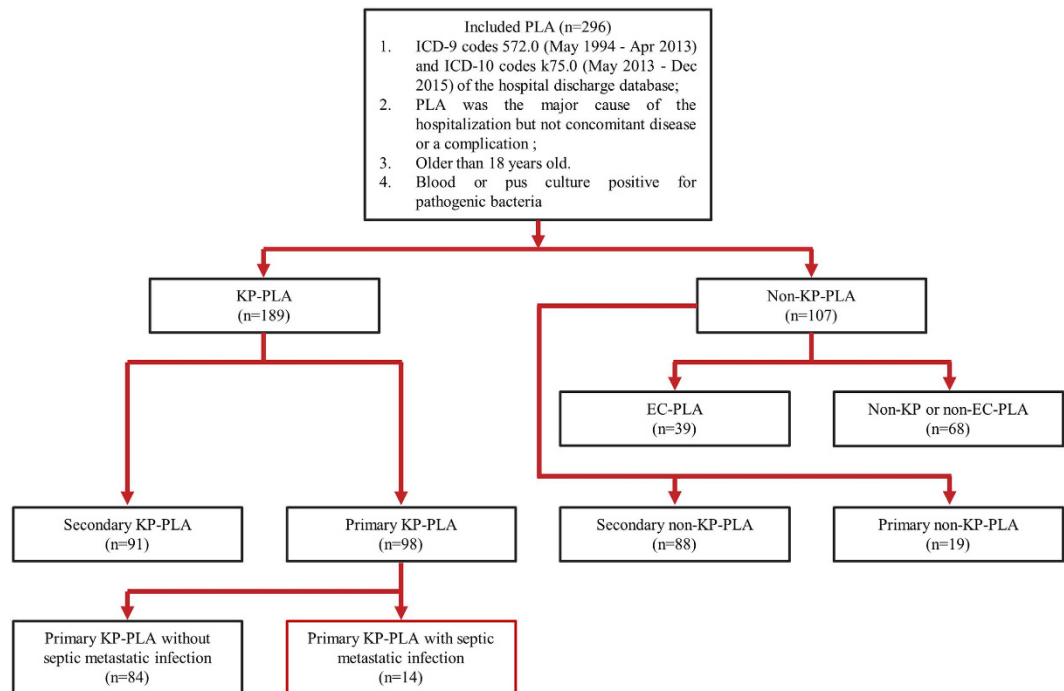 Included PLA (n=296)
1. ICD-9 codes 572.0 (May 1994 - Apr 2013)
and ICD-10 codes k75.0 (May 2013 - Dec
2015) of the hospital discharge database;
2. PLA was the major cause of the
hospitalization but not concomitant disease
or a complication ;
3. Older than 18 years old.
4. Blood or pus culture positive for
pathogenic bacteria
KP-PLA
(n=189)
Non-KP-PLA
(n=107)
EC-PLA
(n=39)
Non-KP or non-EC-PLA
(n=68)
Secondary KP-PLA
(n=91)
Primary KP-PLA
(n=98)
Secondary non-KP-PLA
(n=88)
Primary non-KP-PLA
(n=19)
Primary KP-PLA without
septic metastatic infection
(n=84)
Primary KP-PLA with septic
metastatic infection
(n=14)